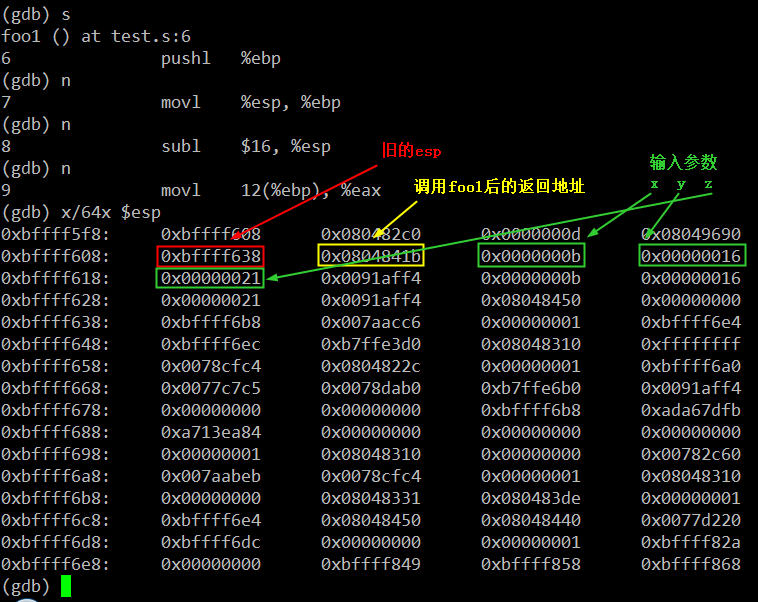 (gdb) s
foo1 () at test.s:6
6 pushl %ebp
(gdb) n
7 movl %esp, %ebp
(gdb) n
8 subl $16, %esp
旧的esp
(gdb) n
输入参数
9 movl 12(%ebp), %eax
调用foo1后的返回地址
x y z
(gdb) x/64x $esp
0xbffff5f8: 0xbffff608 0x080482c0 0x0000000d 0x08049690
0xbffff608: 0xbffff638 0x0804841b 0x0000000b 0x00000016
0xbffff618: 0x00000021 0x0091aff4 0x0000000b 0x00000016
0xbffff628: 0x00000021 0x0091aff4 0x08048450 0x00000000
0xbffff638: 0xbffff6b8 0x007aacc6 0x00000001 0xbffff6e4
0xbffff648: 0xbffff6ec 0xb7ffe3d0 0x08048310 0xffffffff
0xbffff658: 0x0078cfc4 0x0804822c 0x00000001 0xbffff6a0
0xbffff668: 0x0077c7c5 0x0078dab0 0xb7ffe6b0 0x0091aff4
0xbffff678: 0x00000000 0x00000000 0xbffff6b8 0xada67dfb
0xbffff688: 0xa713ea84 0x00000000 0x00000000 0x00000000
0xbffff698: 0x00000001 0x08048310 0x00000000 0x00782c60
0xbffff6a8: 0x007aabeb 0x0078cfc4 0x00000001 0x08048310
0xbffff6b8: 0x00000000 0x08048331 0x080483de 0x00000001
0xbffff6c8: 0xbffff6e4 0x08048450 0x08048440 0x0077d220
0xbffff6d8: 0xbffff6dc 0x00000000 0x00000001 0xbffff82a
0xbffff6e8: 0x00000000 0xbffff849 0xbffff858 0xbffff868
(gdb)